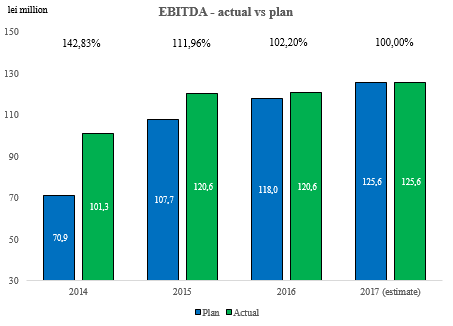 lei million
EBITDA - actual vs plan
150
142,83% 111,96% 102,20% 100,00%
130
110
90
70
50
30
70,9 101,3 107,7 120,6 118,0 120,6 125,6 125,6
2014 2015 2016 2017 (estimate)
Plan Actual